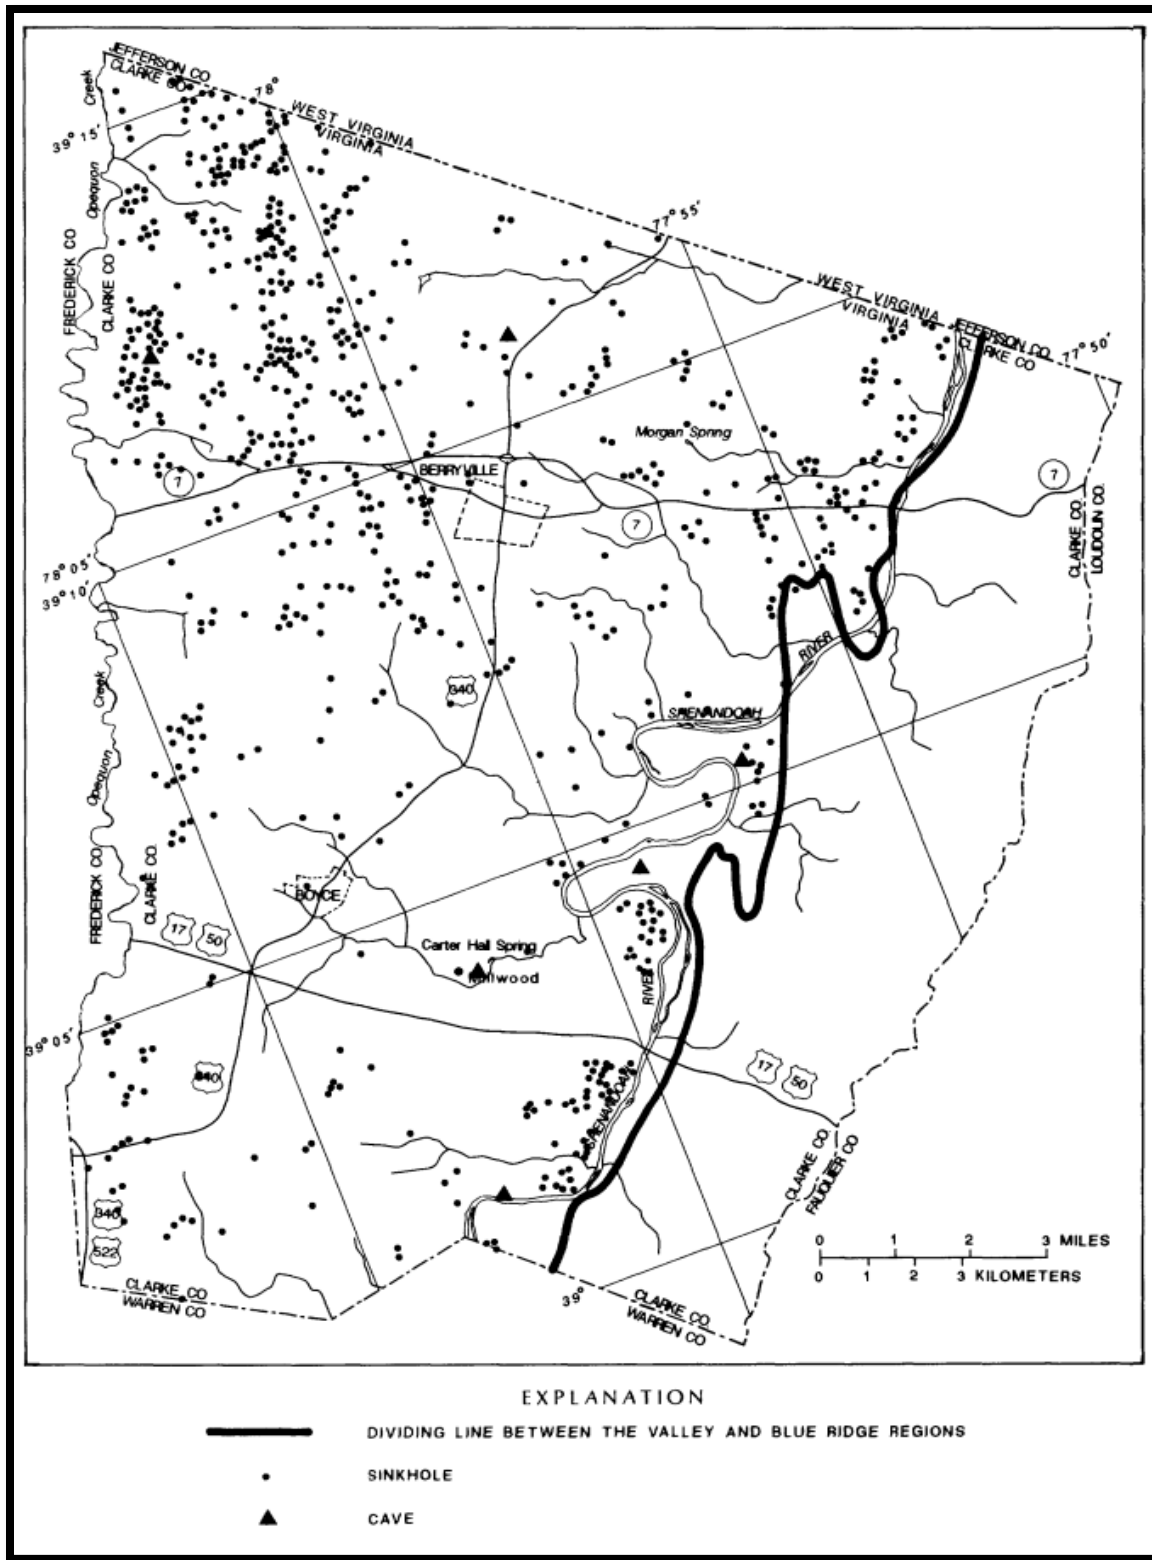 JEFFERSON CO
CLARKE CO
78°
WEST VIRGINIA
VIRGINIA
Creek
39° 15'
Opequon
77° 55'
FREDERICK CO
CLARKE CO
WEST VIRGINIA
VIRGINIA
JEFFERSON CO.
CLARKE CO
77° 50'
Morgan Spring
BERRYVILLE
7
7
7
CLARKE CO.
LOUDOUN CO.
78° 05'
39° 10'
RIVER
Creek
340
SHENANDOAH
Opequon
FREDERICK CO.
CLARKE CO.
BOYCE
17
50
Carter Hall Spring
Millwood
RIVER
39° 05'
340
17
50
SHENANDOAH
CLARKE CO.
FAUQUIER CO
340
522
0 1 2 3 MILES
0 1 2 3 KILOMETERS
CLARKE CO
WARREN CO
39°
CLARKE CO.
WARREN CO
EXPLANATION
DIVIDING LINE BETWEEN THE VALLEY AND BLUE RIDGE REGIONS
SINKHOLE
CAVE